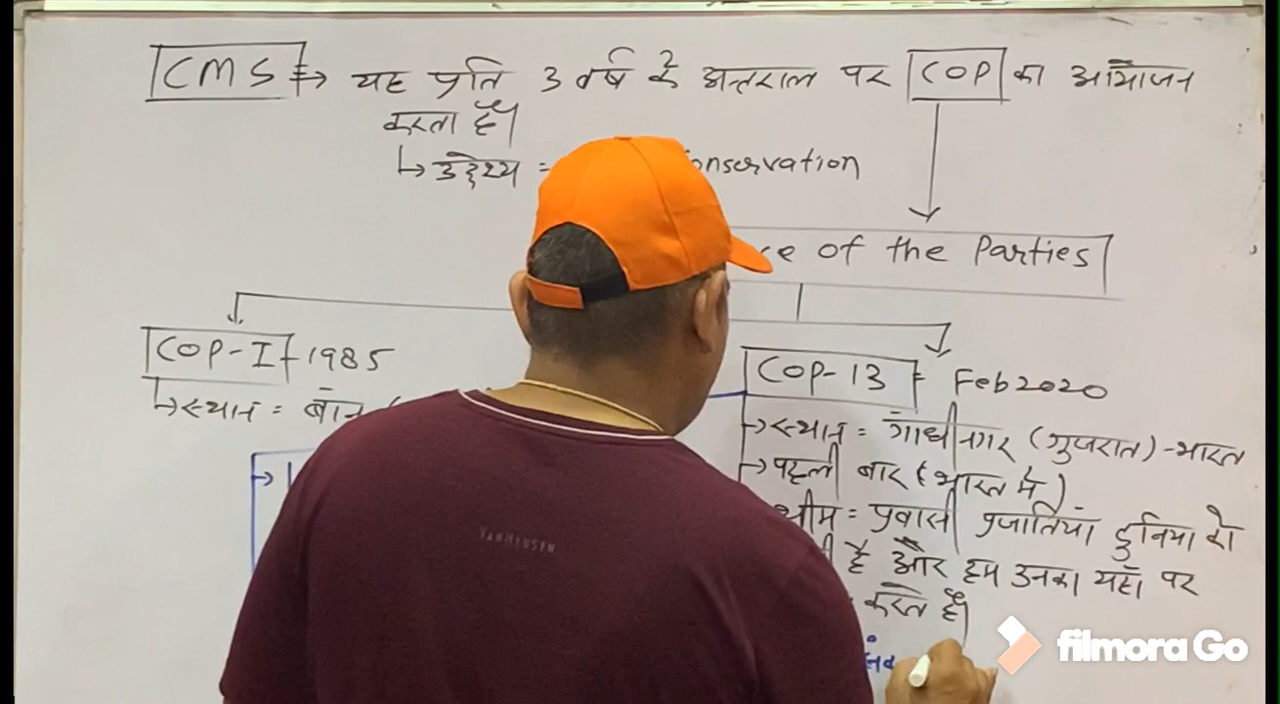 CMS ⇒ यह प्रति 3 वर्ष के अन्तराल पर COP का आयोजन
करता है।
↳ उद्देश्य = onservation
ce of the Parties
COP-I - 1985
↳ स्थान = बॉन (
COP-13 = Feb 2020
→ स्थान = गांधीनगर (गुजरात) - भारत
→ पहली बार (भारत में)
थीम = प्रवासी प्रजातियां दुनिया को
है और हम उनका यहाँ पर
करते हैं।
VANHEUSEN
filmora Go